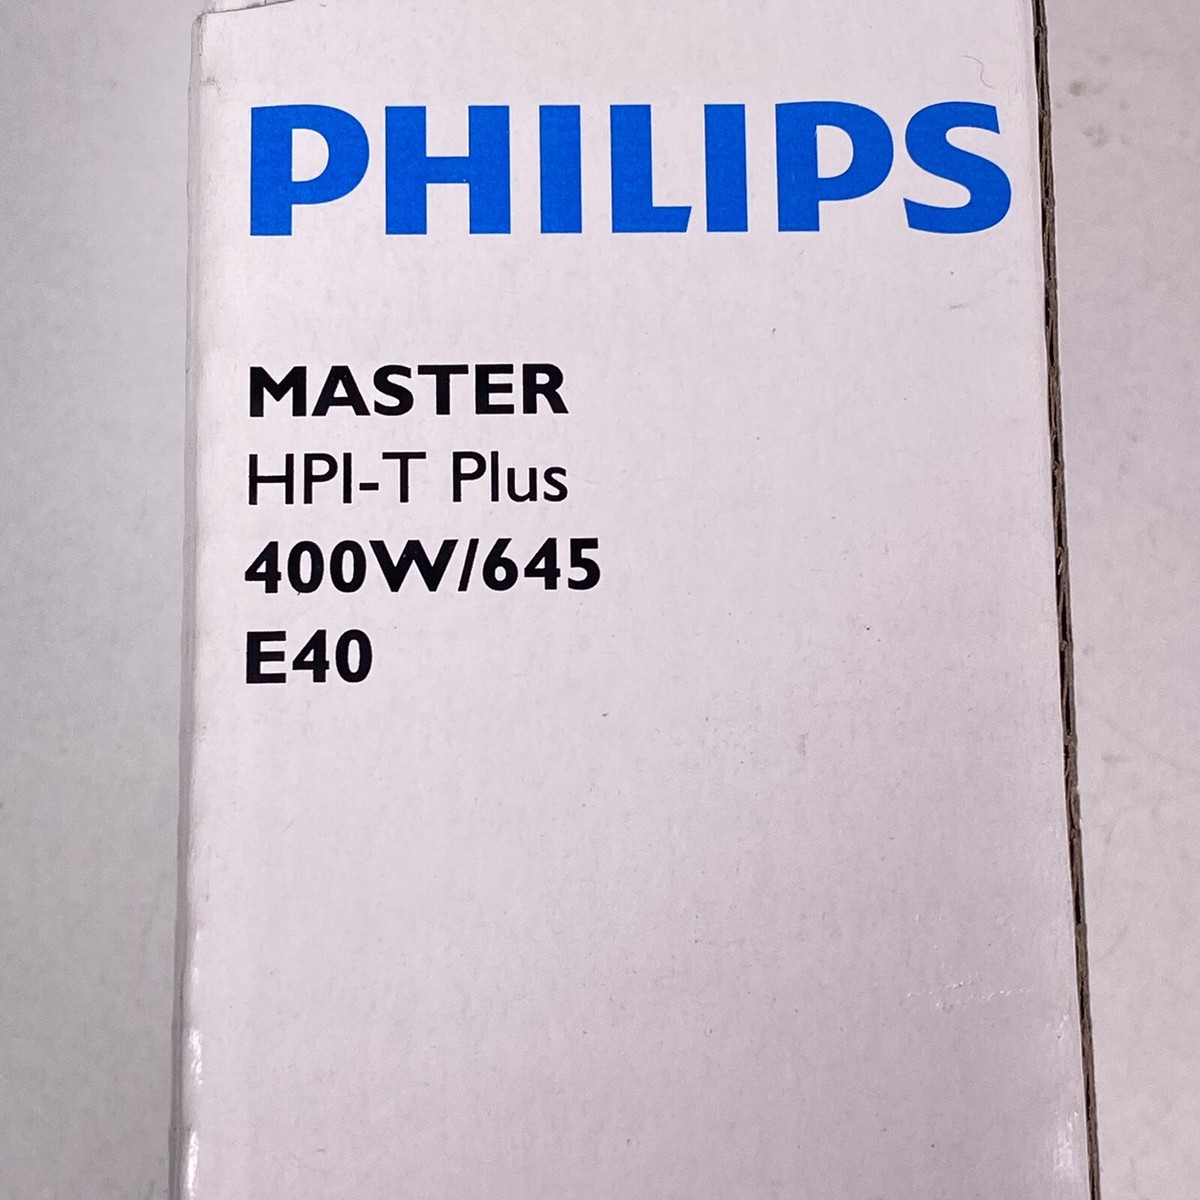 PHILIPS
MASTER
HPI-T Plus
400W/645
E40